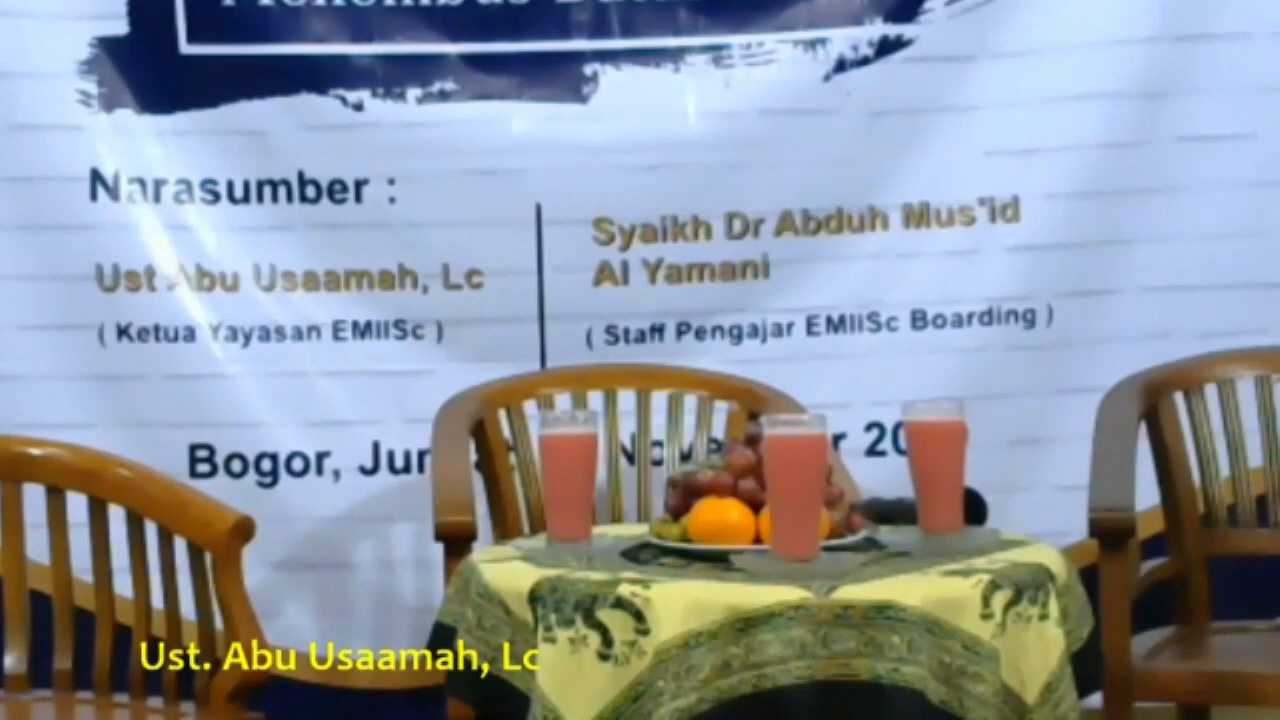 Narasumber :
Ust Abu Usaamah, Lc
( Ketua Yayasan EMIISc )
Syaikh Dr Abduh Mus'id
Al Yamani
( Staff Pengajar EMIISc Boarding )
Bogor,
Ust. Abu Usaamah, Lc